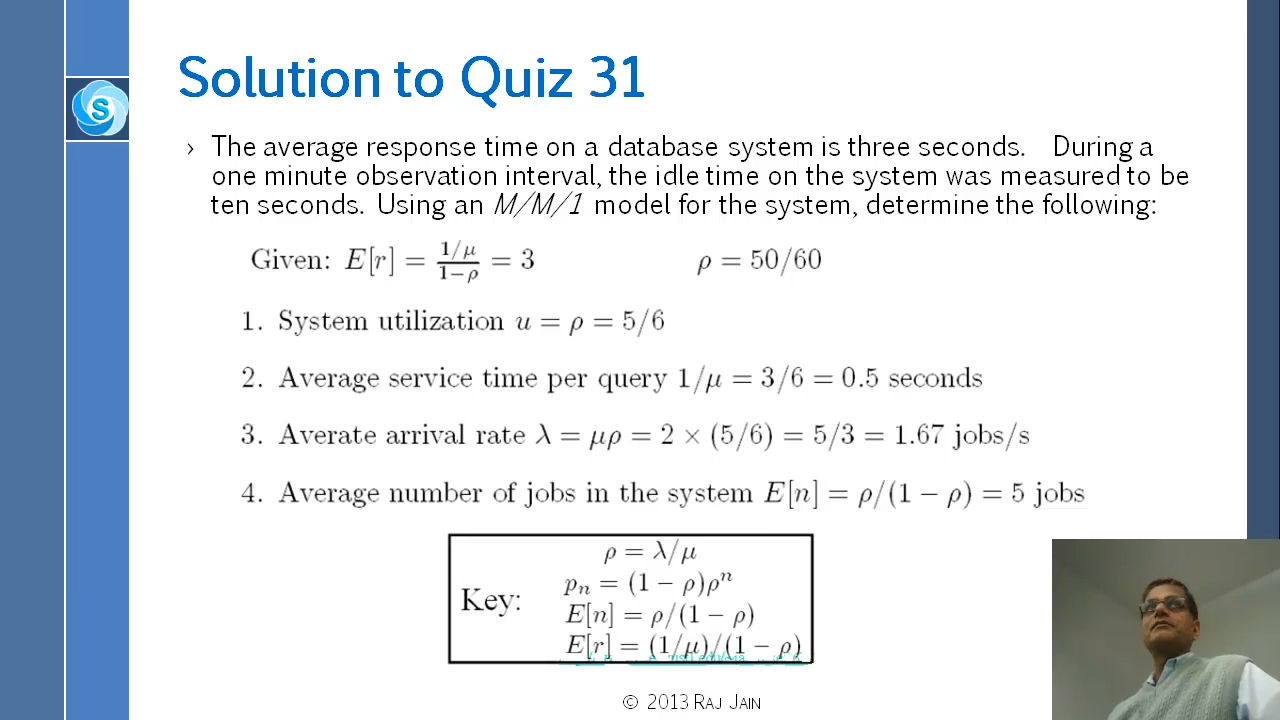 Solution to Quiz 31
S
› The average response time on a database system is three seconds. During a
one minute observation interval, the idle time on the system was measured to be
ten seconds. Using an M/M/1 model for the system, determine the following:
Given: E[r] = \frac{1/μ}{1−ρ} = 3 ρ = 50/60
1. System utilization u = ρ = 5/6
2. Average service time per query 1/μ = 3/6 = 0.5 seconds
3. Averate arrival rate λ = μρ = 2 × (5/6) = 5/3 = 1.67 jobs/s
4. Average number of jobs in the system E[n] = ρ/(1 − ρ) = 5 jobs
ρ = λ/μ
pₙ = (1 − ρ)ρⁿ
Key:
E[n] = ρ/(1 − ρ)
E[r] = (1/μ)/(1 − ρ)
© 2013 RAJ JAIN